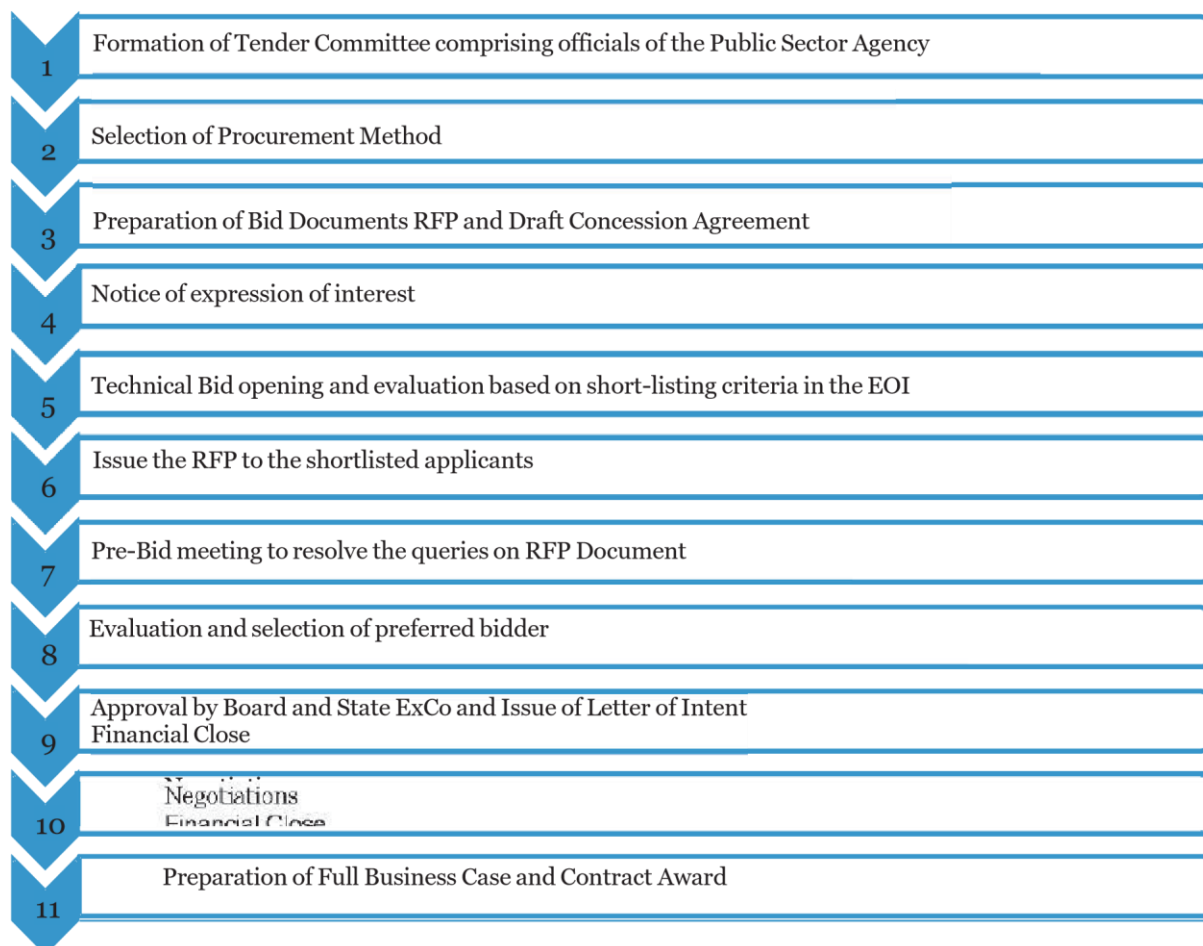 1
Formation of Tender Committee comprising officials of the Public Sector Agency
2
Selection of Procurement Method
3
Preparation of Bid Documents RFP and Draft Concession Agreement
4
Notice of expression of interest
5
Technical Bid opening and evaluation based on short-listing criteria in the EOI
6
Issue the RFP to the shortlisted applicants
7
Pre-Bid meeting to resolve the queries on RFP Document
8
Evaluation and selection of preferred bidder
9
Approval by Board and State ExCo and Issue of Letter of Intent
Financial Close
10
Negotiations
Financial Close
11
Preparation of Full Business Case and Contract Award